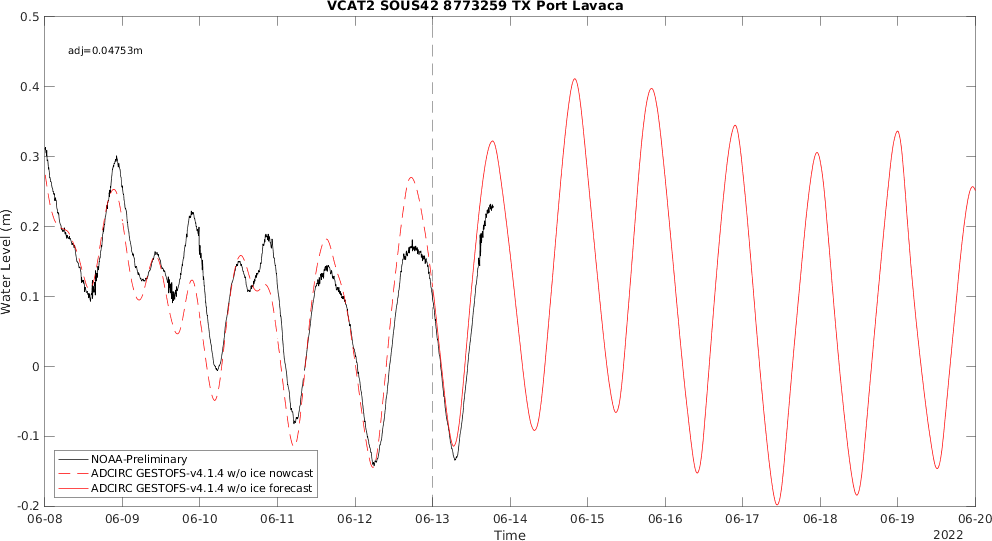 VCAT2 SOUS42 8773259 TX Port Lavaca
0.5
adj=0.04753m
0.4
0.3
0.2
0.1
0
-0.1
-0.2
Water Level (m)
NOAA-Preliminary
ADCIRC GESTOFS-v4.1.4 w/o ice nowcast
ADCIRC GESTOFS-v4.1.4 w/o ice forecast
06-08 06-09 06-10 06-11 06-12 06-13 06-14 06-15 06-16 06-17 06-18 06-19 06-20
Time
2022